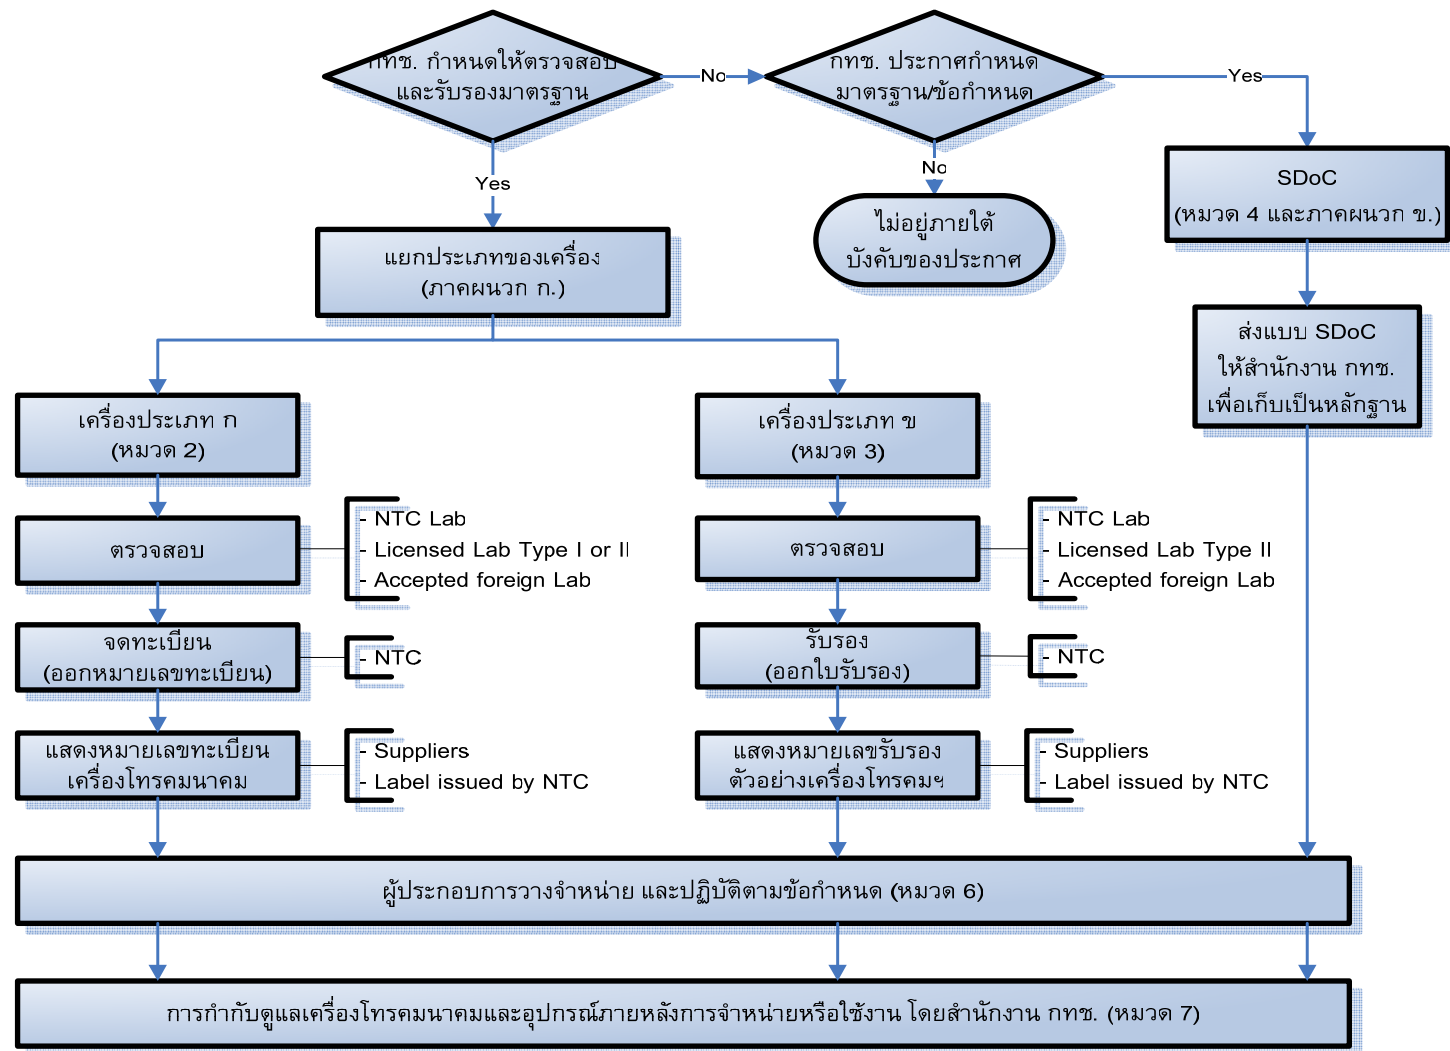 กทช. กำหนดให้ตรวจสอบ
และรับรองมาตรฐาน
No
กทช. ประกาศกำหนด
มาตรฐาน/ข้อกำหนด
Yes
No
Yes
SDoC
(หมวด 4 และภาคผนวก ข.)
ไม่อยู่ภายใต้
บังคับของประกาศ
แยกประเภทของเครื่อง
(ภาคผนวก ก.)
ส่งแบบ SDoC
ให้สำนักงาน กทช.
เพื่อเก็บเป็นหลักฐาน
เครื่องประเภท ก
(หมวด 2)
เครื่องประเภท ข
(หมวด 3)
ตรวจสอบ
- NTC Lab
- Licensed Lab Type I or II
- Accepted foreign Lab
ตรวจสอบ
- NTC Lab
- Licensed Lab Type II
- Accepted foreign Lab
จดทะเบียน
(ออกหมายเลขทะเบียน)
- NTC
รับรอง
(ออกใบรับรอง)
- NTC
แสดงหมายเลขทะเบียน
เครื่องโทรคมนาคม
- Suppliers
- Label issued by NTC
แสดงหมายเลขรับรอง
ตัวอย่างเครื่องโทรคมฯ
- Suppliers
- Label issued by NTC
ผู้ประกอบการวางจำหน่าย และปฏิบัติตามข้อกำหนด (หมวด 6)
การกำกับดูแลเครื่องโทรคมนาคมและอุปกรณ์ภายหลังการจำหน่ายหรือใช้งาน โดยสำนักงาน กทช. (หมวด 7)